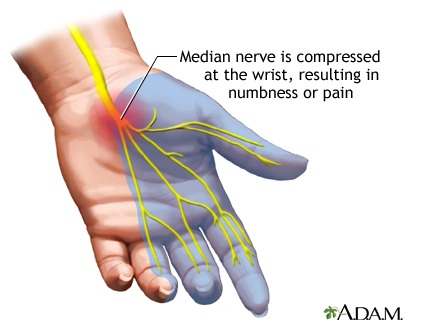 Median nerve is compressed
at the wrist, resulting in
numbness or pain
A.D.A.M.